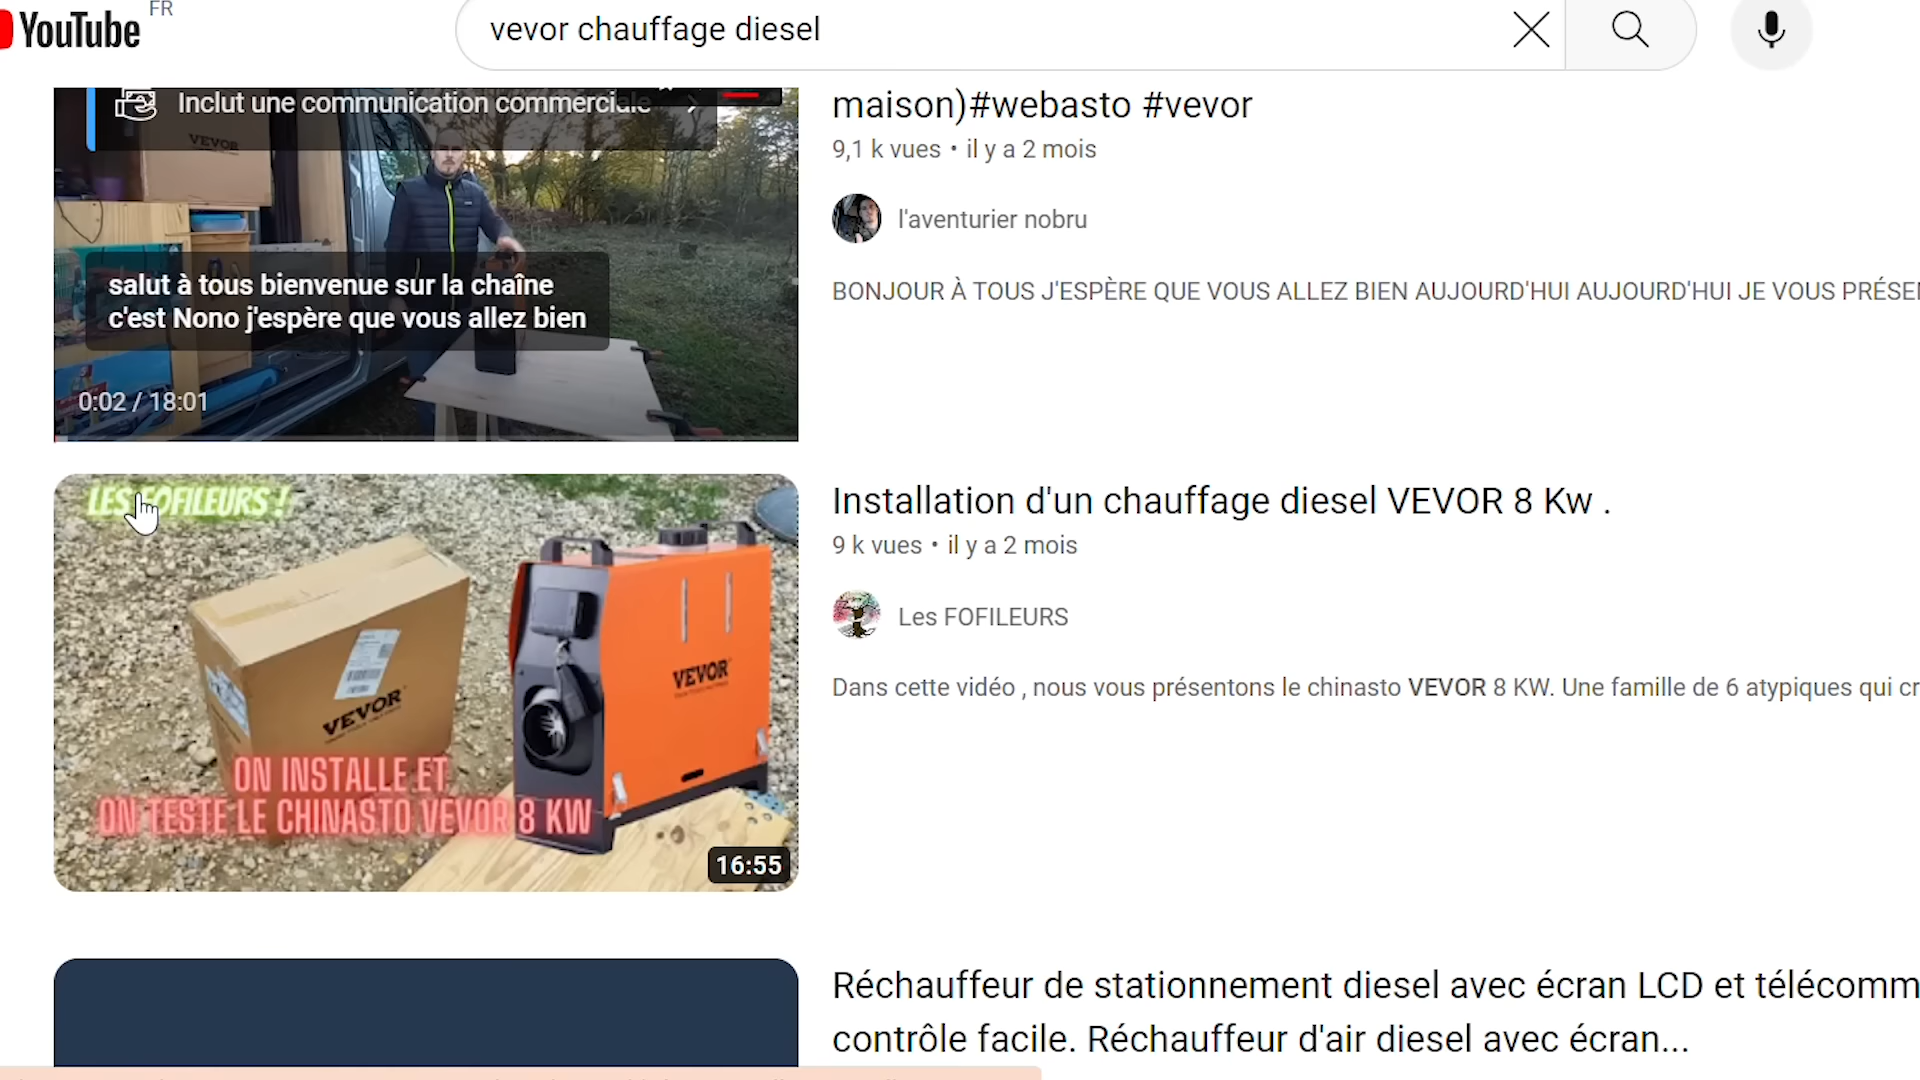 FR
YouTube
vevor chauffage diesel
Inclut une communication commerciale
VEVOR
salut à tous bienvenue sur la chaîne
c'est Nono j'espère que vous allez bien
0:02 / 18:01
maison)#webasto #vevor
9,1 k vues • il y a 2 mois
l'aventurier nobru
BONJOUR À TOUS J'ESPÈRE QUE VOUS ALLEZ BIEN AUJOURD'HUI AUJOURD'HUI JE VOUS PRÉSE
LES FOFILEURS !
VEVOR
VEVOR
ON INSTALLE ET
ON TESTE LE CHINASTO VEVOR 8 KW
16:55
Installation d'un chauffage diesel VEVOR 8 Kw .
9 k vues • il y a 2 mois
Les FOFILEURS
Dans cette vidéo , nous vous présentons le chinasto VEVOR 8 KW. Une famille de 6 atypiques qui cr
Réchauffeur de stationnement diesel avec écran LCD et télécomm
contrôle facile. Réchauffeur d'air diesel avec écran...